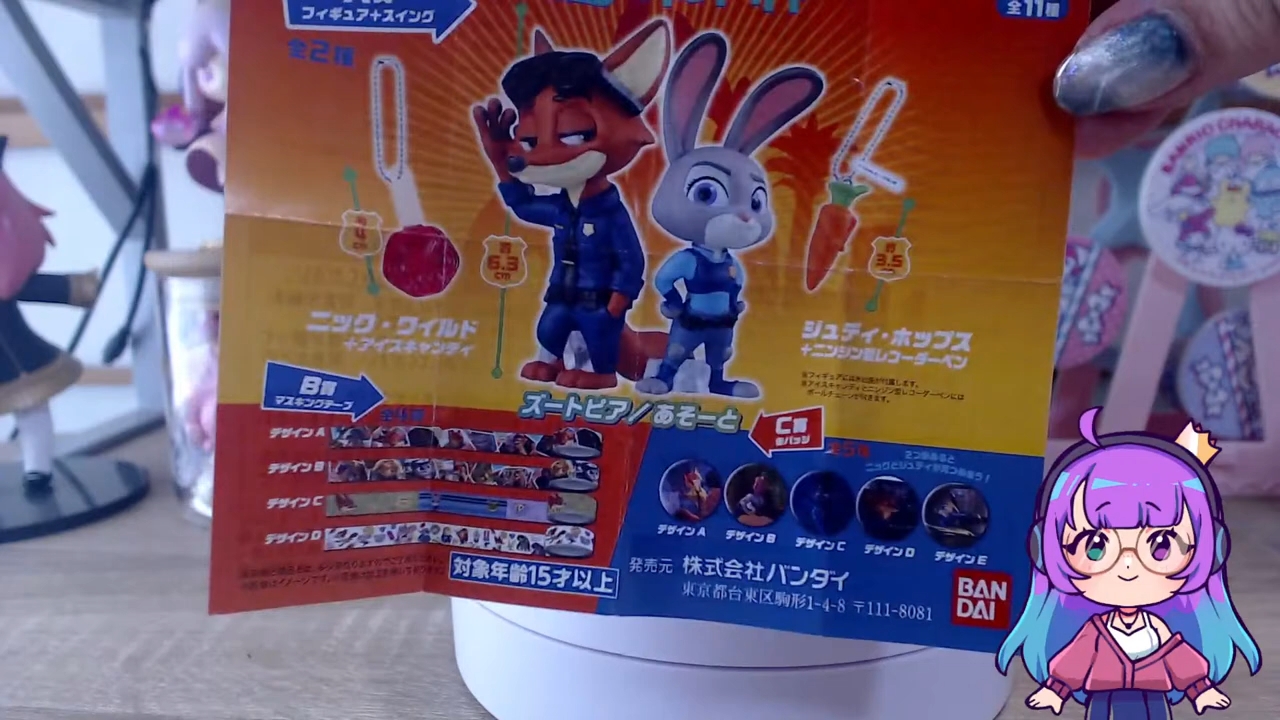 フィギュア+スイング
全11種
全2種
約4cm
約6.3cm
約3.5
ニック・ワイルド
+アイスキャンディ
ジュディ・ホップス
+ニンジン型レコーダーペン
B賞
マスキングテープ
ズートピア/あそーと
C賞
缶バッジ
デザインA
デザインB
デザインC
デザインD
デザインA
デザインB
デザインC
デザインD
デザインE
対象年齢15才以上
発売元 株式会社バンダイ
東京都台東区駒形1-4-8 〒111-8081
BAN
DAI